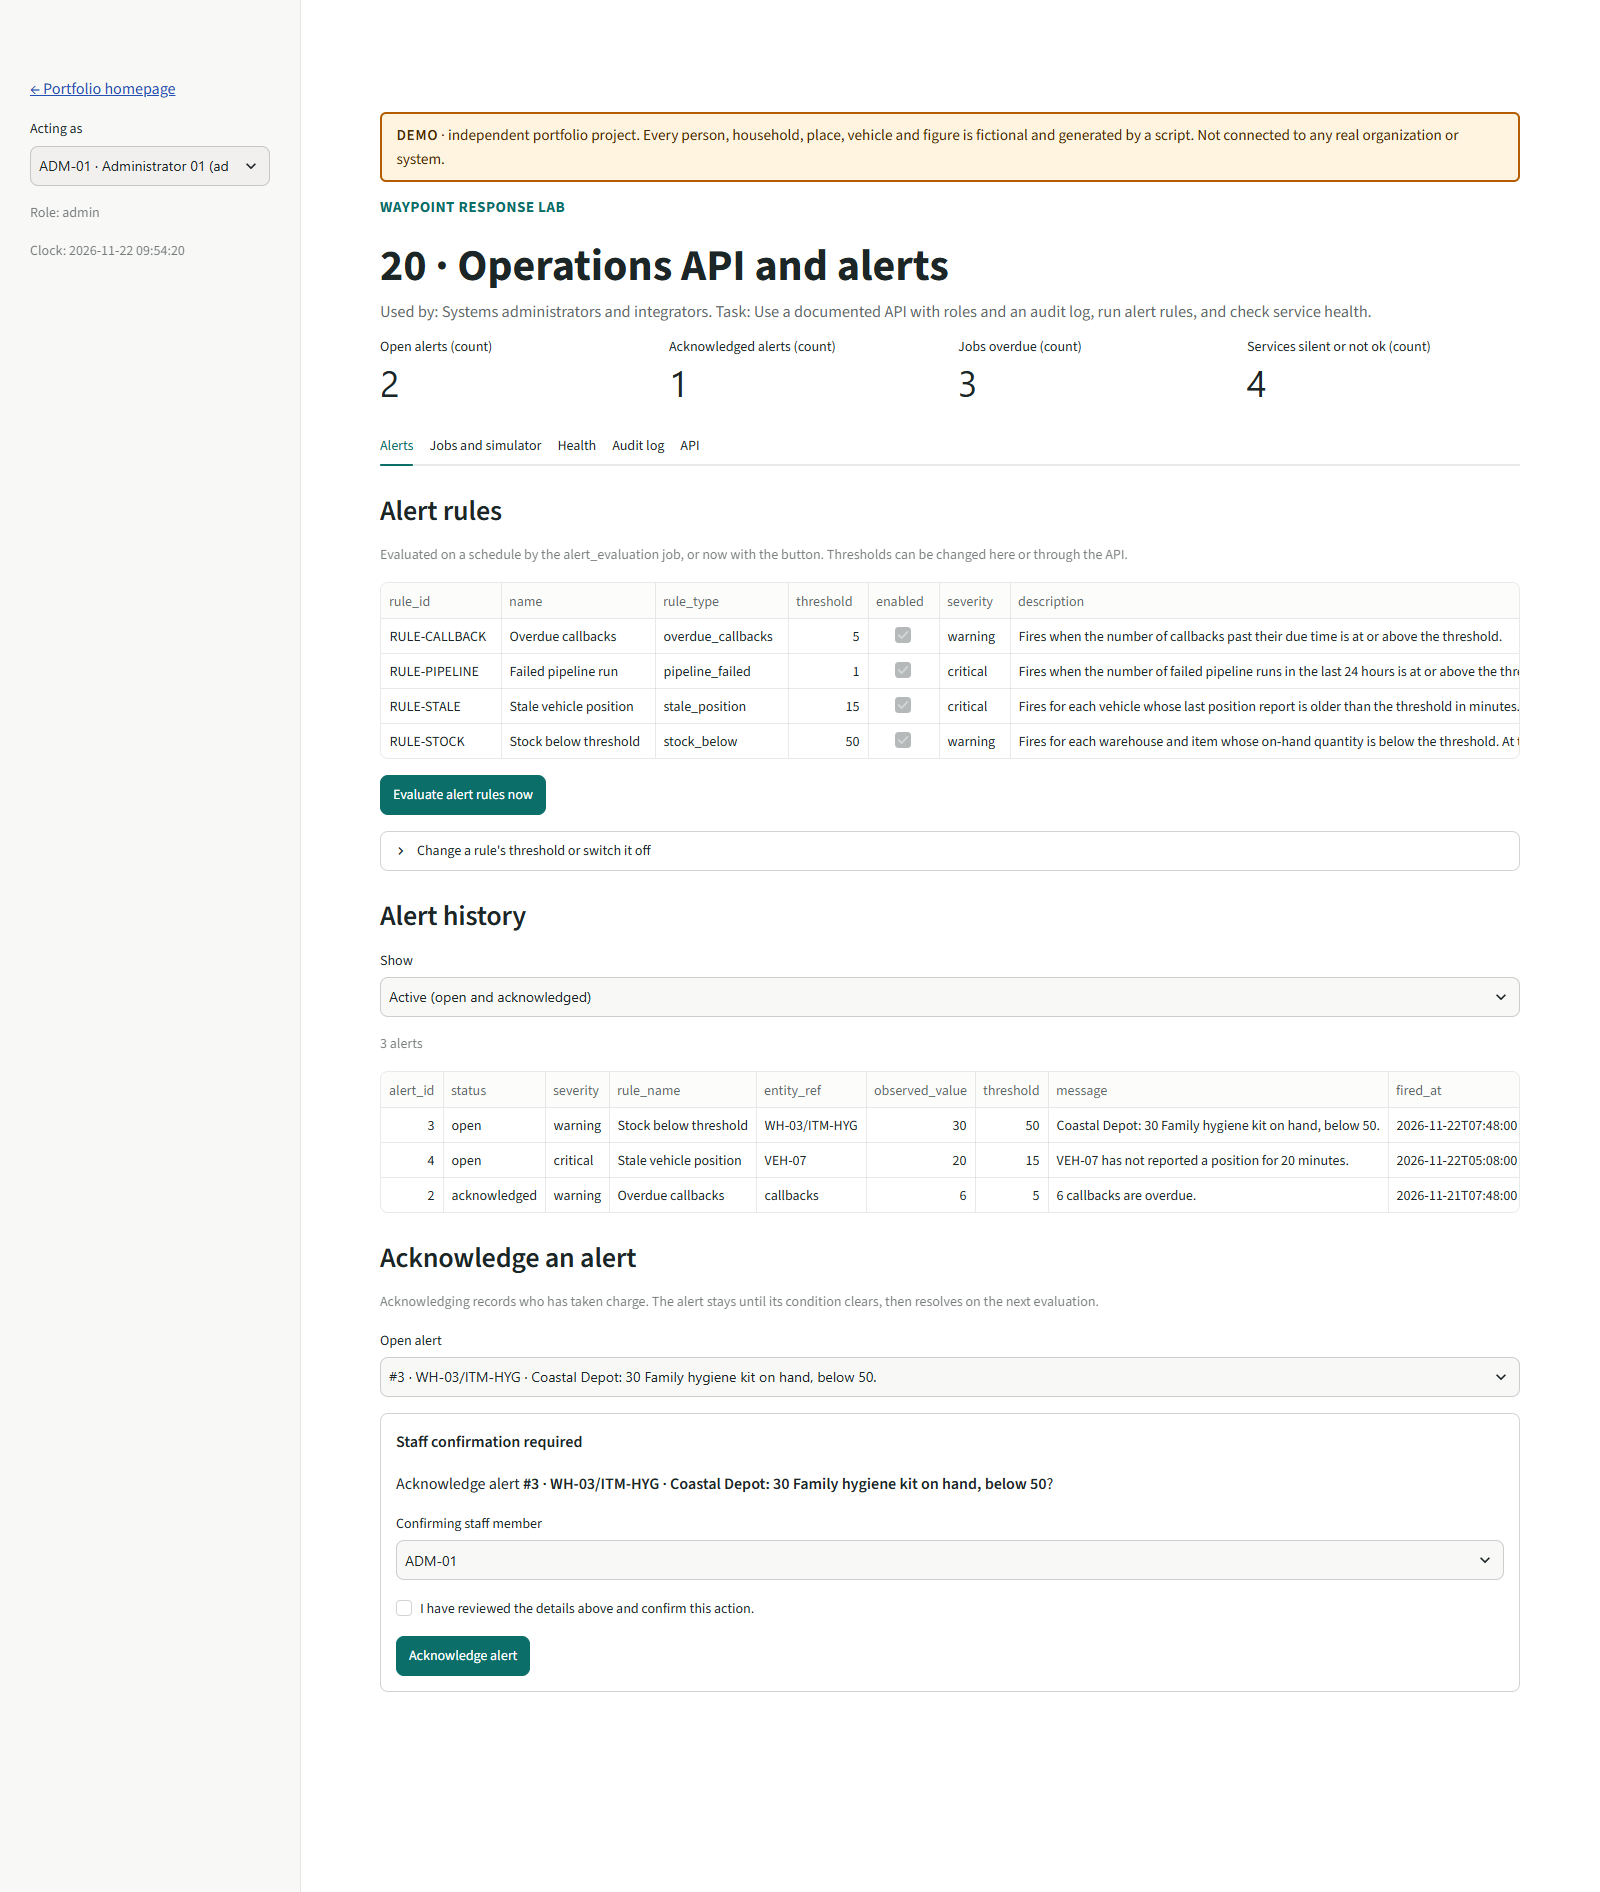 ← Portfolio homepage
Acting as
ADM-01 · Administrator 01 (ad
Role: admin
Clock: 2026-11-22 09:54:20
DEMO · independent portfolio project. Every person, household, place, vehicle and figure is fictional and generated by a script. Not connected to any real organization or
system.
WAYPOINT RESPONSE LAB
20 · Operations API and alerts
Used by: Systems administrators and integrators. Task: Use a documented API with roles and an audit log, run alert rules, and check service health.
Open alerts (count) Acknowledged alerts (count) Jobs overdue (count) Services silent or not ok (count)
2 1 3 4
Alerts Jobs and simulator Health Audit log API
Alert rules
Evaluated on a schedule by the alert_evaluation job, or now with the button. Thresholds can be changed here or through the API.
rule_id name rule_type threshold enabled severity description
RULE-CALLBACK Overdue callbacks overdue_callbacks 5 warning Fires when the number of callbacks past their due time is at or above the threshold.
RULE-PIPELINE Failed pipeline run pipeline_failed 1 critical Fires when the number of failed pipeline runs in the last 24 hours is at or above the thre
RULE-STALE Stale vehicle position stale_position 15 critical Fires for each vehicle whose last position report is older than the threshold in minutes.
RULE-STOCK Stock below threshold stock_below 50 warning Fires for each warehouse and item whose on-hand quantity is below the threshold. At t
Evaluate alert rules now
Change a rule's threshold or switch it off
Alert history
Show
Active (open and acknowledged)
3 alerts
alert_id status severity rule_name entity_ref observed_value threshold message fired_at
3 open warning Stock below threshold WH-03/ITM-HYG 30 50 Coastal Depot: 30 Family hygiene kit on hand, below 50. 2026-11-22T07:48:00
4 open critical Stale vehicle position VEH-07 20 15 VEH-07 has not reported a position for 20 minutes. 2026-11-22T05:08:00
2 acknowledged warning Overdue callbacks callbacks 6 5 6 callbacks are overdue. 2026-11-21T07:48:00
Acknowledge an alert
Acknowledging records who has taken charge. The alert stays until its condition clears, then resolves on the next evaluation.
Open alert
#3 · WH-03/ITM-HYG · Coastal Depot: 30 Family hygiene kit on hand, below 50.
Staff confirmation required
Acknowledge alert #3 · WH-03/ITM-HYG · Coastal Depot: 30 Family hygiene kit on hand, below 50?
Confirming staff member
ADM-01
I have reviewed the details above and confirm this action.
Acknowledge alert